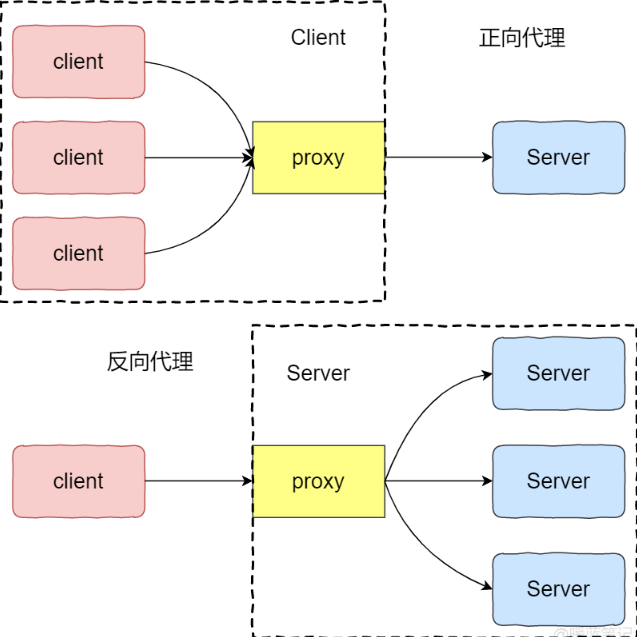 Client
正向代理
client
client
client
proxy
Server
反向代理
Server
client
proxy
Server
Server
Server